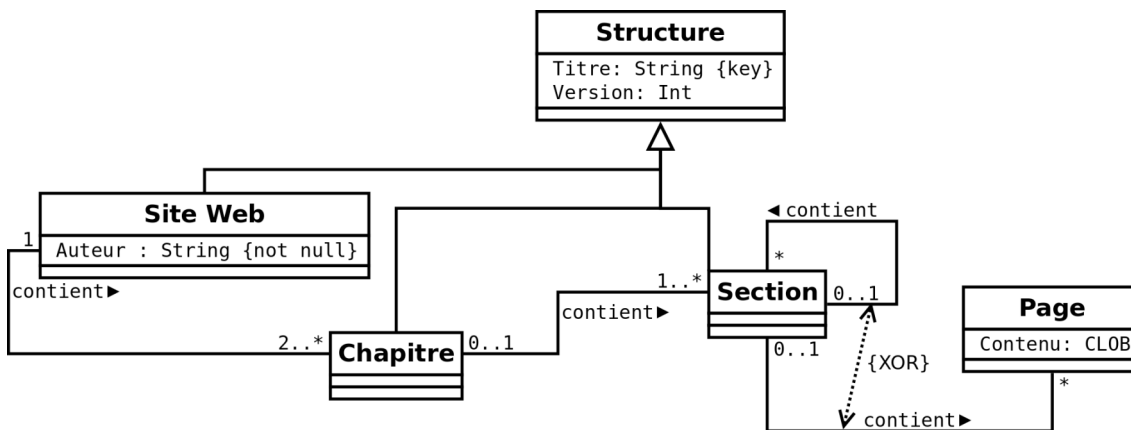 Structure
Titre: String {key}
Version: Int
Site Web
Auteur : String {not null}
1
contient►
2..*
Chapitre
0..1
contient►
1..*
◄ contient
*
Section
0..1
0..1
{XOR}
contient►
Page
Contenu: CLOB
*